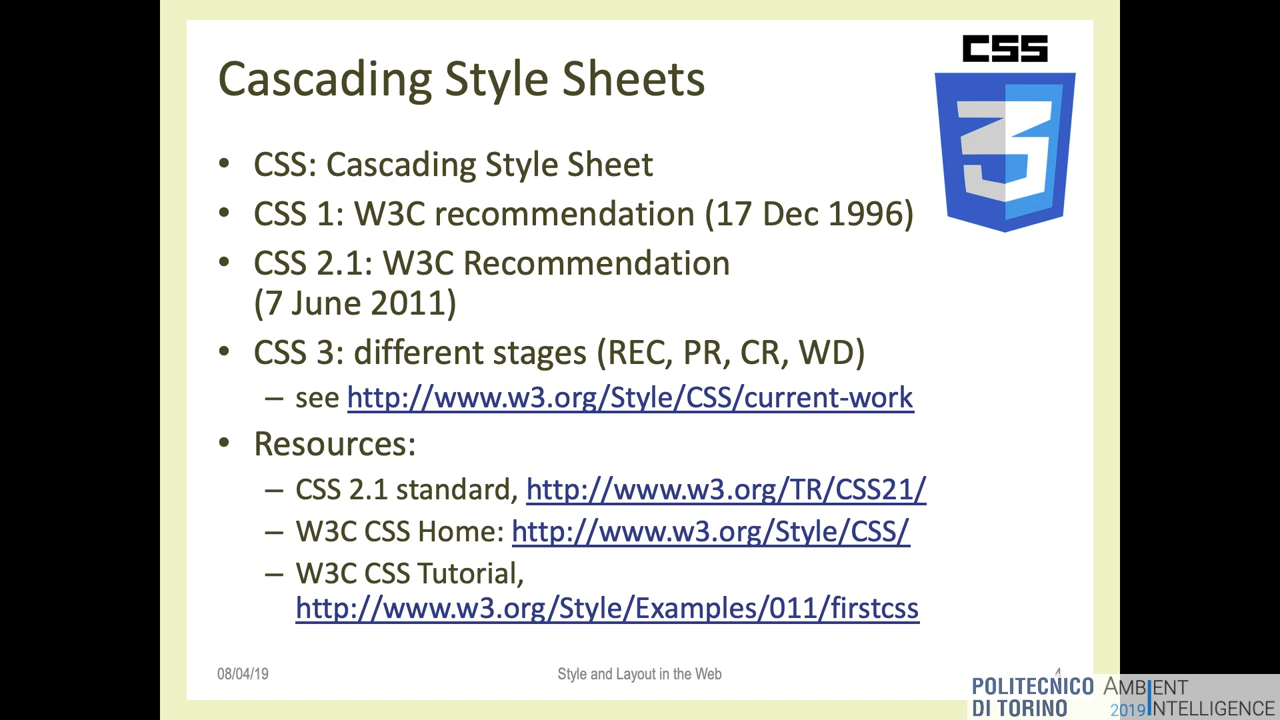 CSS
3
Cascading Style Sheets
• CSS: Cascading Style Sheet
• CSS 1: W3C recommendation (17 Dec 1996)
• CSS 2.1: W3C Recommendation
(7 June 2011)
• CSS 3: different stages (REC, PR, CR, WD)
– see http://www.w3.org/Style/CSS/current-work
• Resources:
– CSS 2.1 standard, http://www.w3.org/TR/CSS21/
– W3C CSS Home: http://www.w3.org/Style/CSS/
– W3C CSS Tutorial,
http://www.w3.org/Style/Examples/011/firstcss
08/04/19 Style and Layout in the Web 4
POLITECNICO
DI TORINO
AMBIENT
2019 INTELLIGENCE